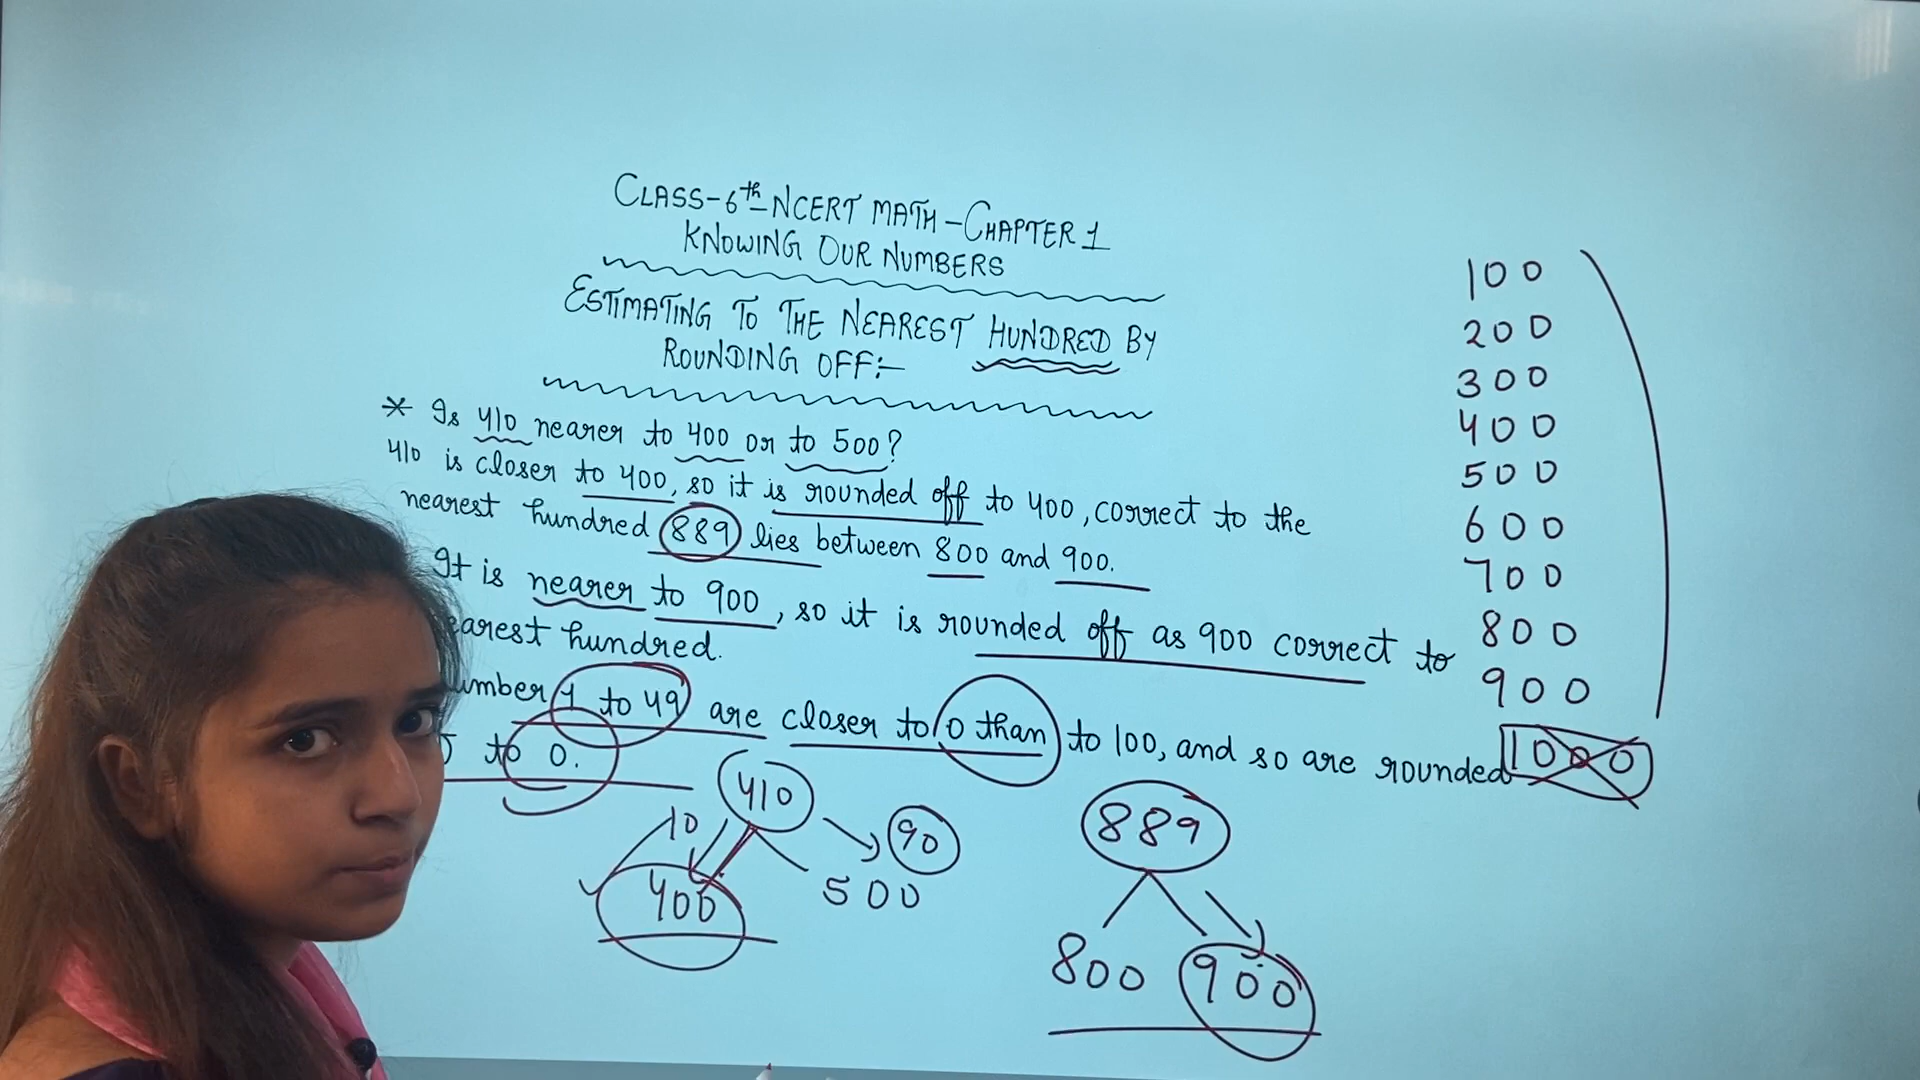 CLASS-6th-NCERT MATH-CHAPTER 1
KNOWING OUR NUMBERS
ESTIMATING TO THE NEAREST HUNDRED BY
ROUNDING OFF:-
* Is 410 nearer to 400 or to 500?
410 is closer to 400, so it is rounded off to 400, correct to the
nearest hundred 889 lies between 800 and 900.
It is nearer to 900, so it is rounded off as 900 correct to
earest hundred.
umber 1 to 49 are closer to 0 than to 100, and so are rounded
to 0.
410
10
90
400
500
889
800 900
100
200
300
400
500
600
700
800
900
1000